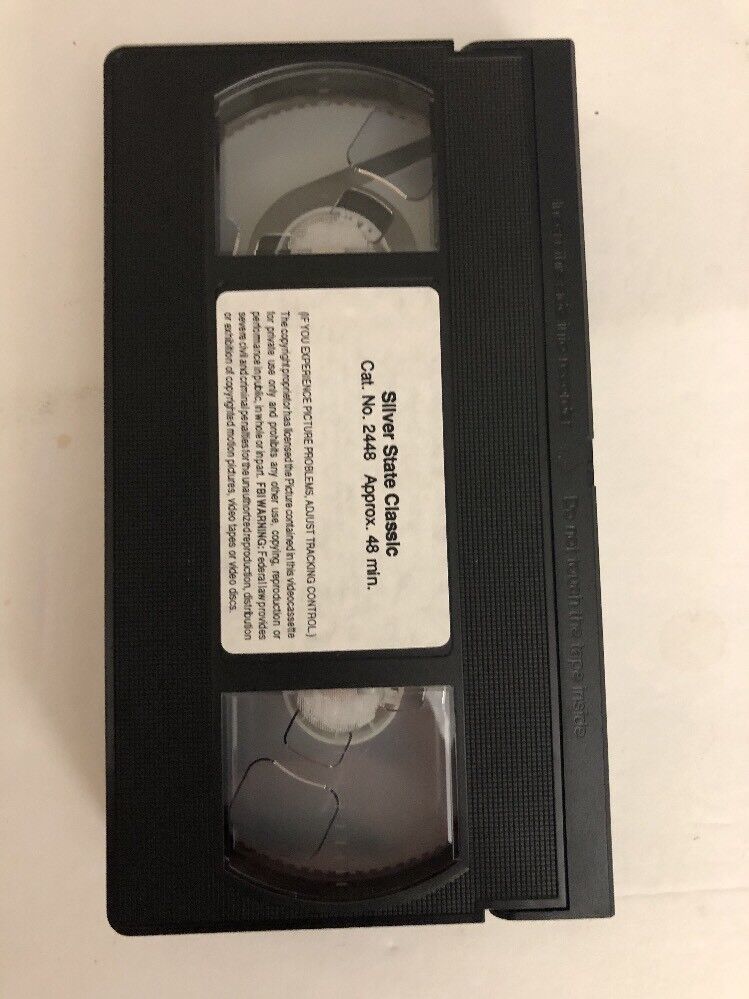 Silver State Classic
Cat. No. 2448 Approx. 48 min.
(IF YOU EXPERIENCE PICTURE PROBLEMS, ADJUST TRACKING CONTROL.)
The copyright proprietor has licensed the Picture contained in this videocassette
for private use only and prohibits any other use, copying, reproduction or
performance in public, in whole or in part. FBI WARNING: Federal law provides
severe civil and criminal penalties for the unauthorized reproduction, distribution
or exhibition of copyrighted motion pictures, video tapes or video discs.
Do not touch the tape inside